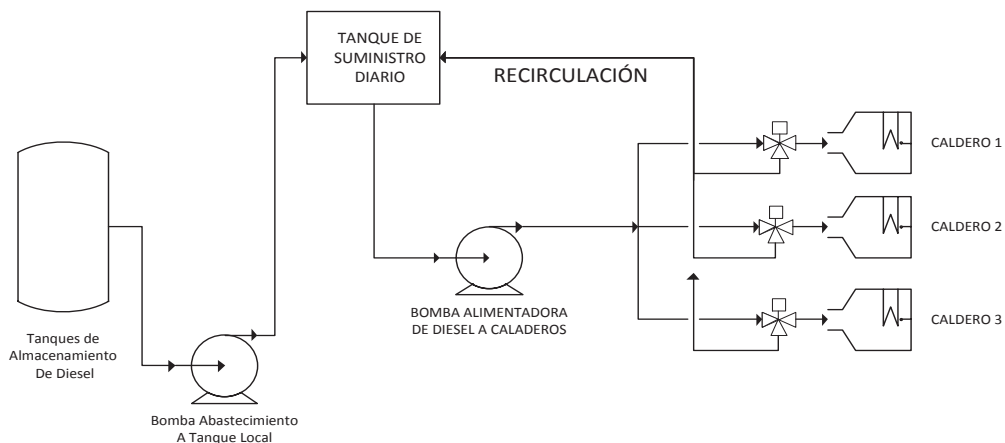 TANQUE DE
SUMINISTRO
DIARIO
RECIRCULACIÓN
CALDERO 1
CALDERO 2
CALDERO 3
BOMBA ALIMENTADORA
DE DIESEL A CALADEROS
Tanques de
Almacenamiento
De Diesel
Bomba Abastecimiento
A Tanque Local